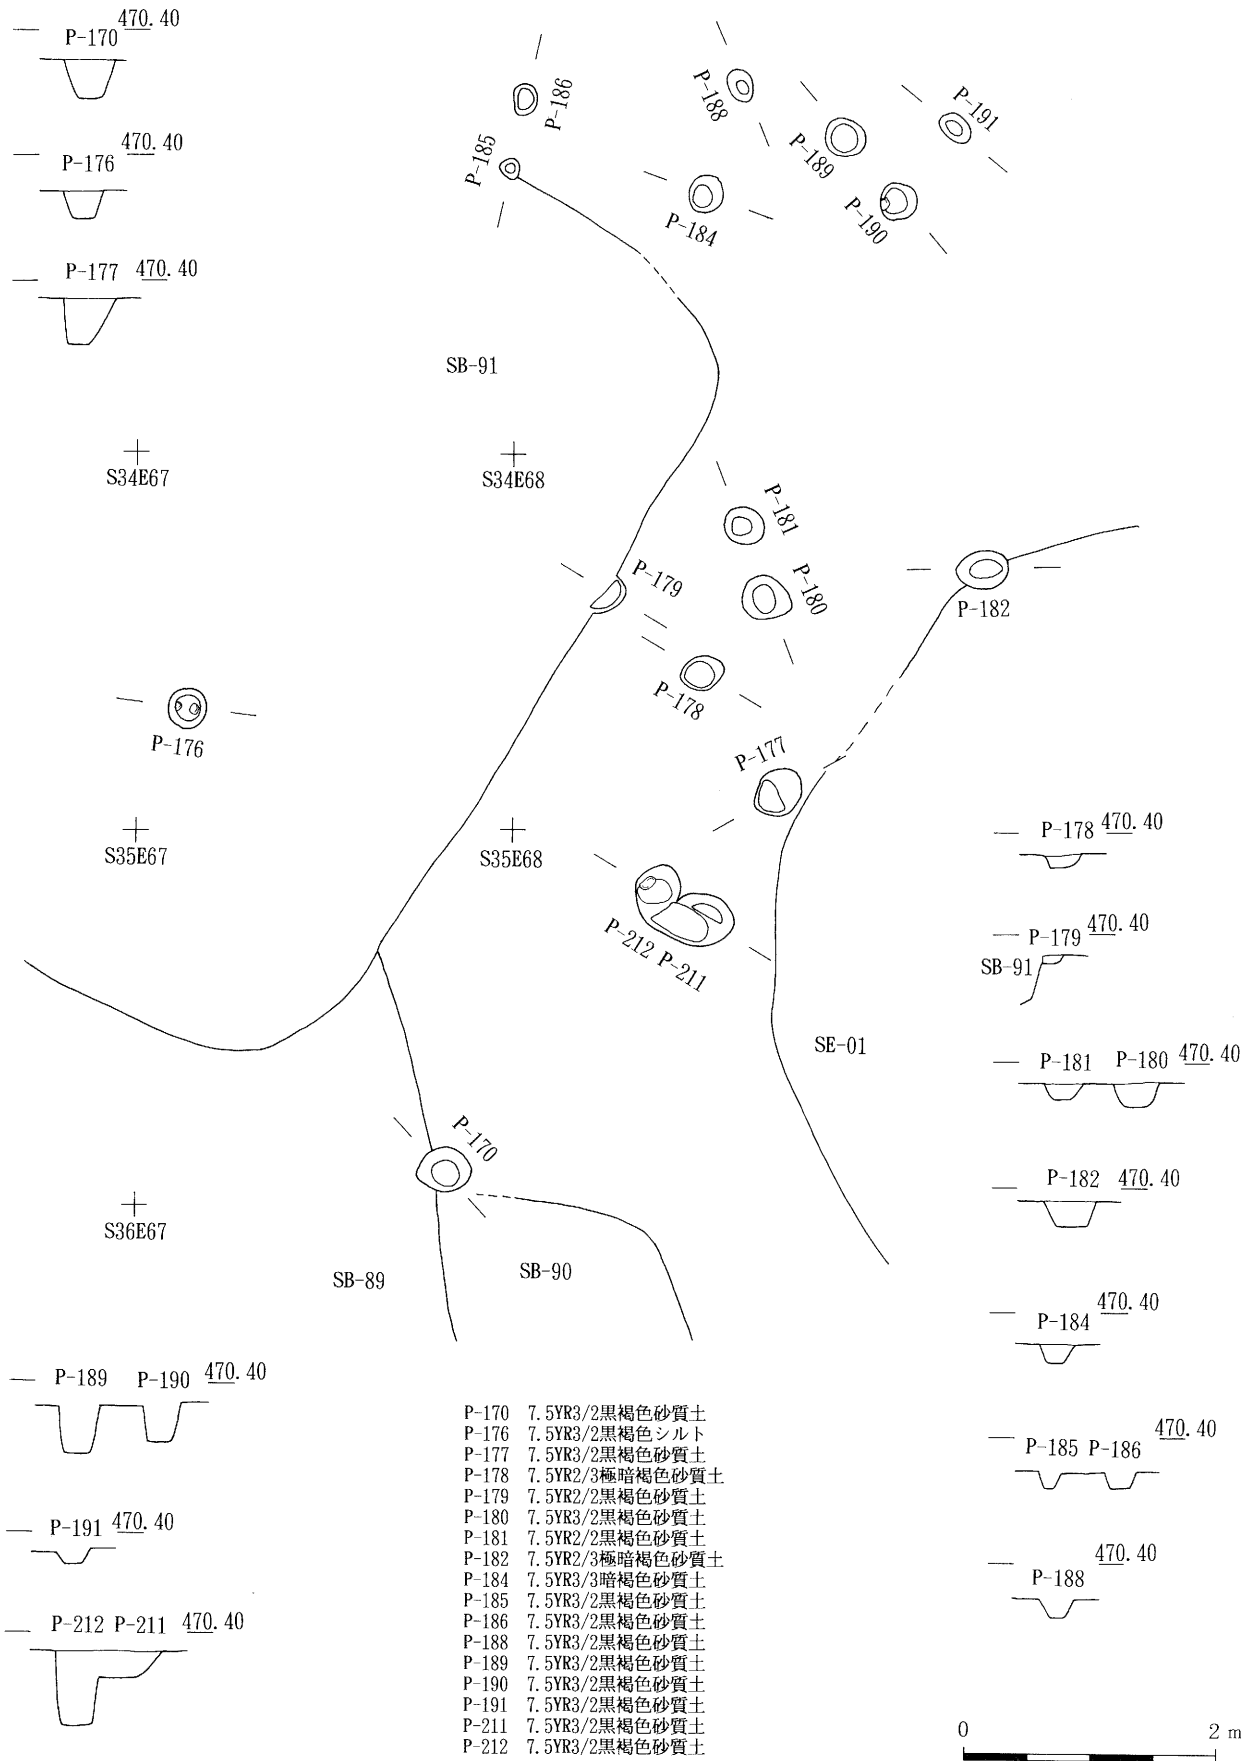 P-170 470.40
P-176 470.40
P-177 470.40
P-186
P-185
P-188
P-189
P-191
P-190
P-184
SB-91
S34E67
S34E68
P-181
P-180
P-179
P-178
P-182
P-176
P-177
S35E67
S35E68
P-212 P-211
SE-01
P-170
S36E67
SB-89
SB-90
P-178 470.40
P-179 470.40
SB-91
P-181 P-180 470.40
P-182 470.40
P-184 470.40
P-185 P-186 470.40
P-188 470.40
P-189 P-190 470.40
P-191 470.40
P-212 P-211 470.40
P-170 7.5YR3/2黒褐色砂質土
P-176 7.5YR3/2黒褐色シルト
P-177 7.5YR3/2黒褐色砂質土
P-178 7.5YR2/3極暗褐色砂質土
P-179 7.5YR2/2黒褐色砂質土
P-180 7.5YR3/2黒褐色砂質土
P-181 7.5YR2/2黒褐色砂質土
P-182 7.5YR2/3極暗褐色砂質土
P-184 7.5YR3/3暗褐色砂質土
P-185 7.5YR3/2黒褐色砂質土
P-186 7.5YR3/2黒褐色砂質土
P-188 7.5YR3/2黒褐色砂質土
P-189 7.5YR3/2黒褐色砂質土
P-190 7.5YR3/2黒褐色砂質土
P-191 7.5YR3/2黒褐色砂質土
P-211 7.5YR3/2黒褐色砂質土
P-212 7.5YR3/2黒褐色砂質土
0 2 m